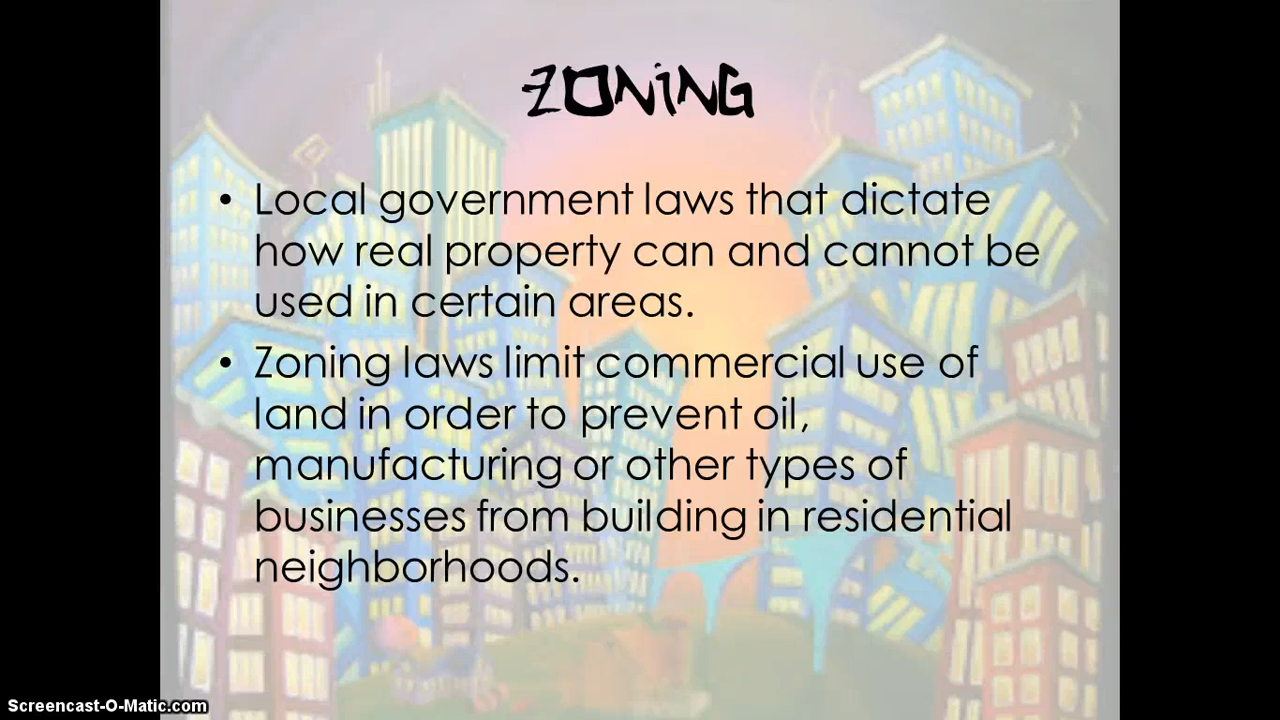 ZONING
• Local government laws that dictate
how real property can and cannot be
used in certain areas.
• Zoning laws limit commercial use of
land in order to prevent oil,
manufacturing or other types of
businesses from building in residential
neighborhoods.
Screencast-O-Matic.com